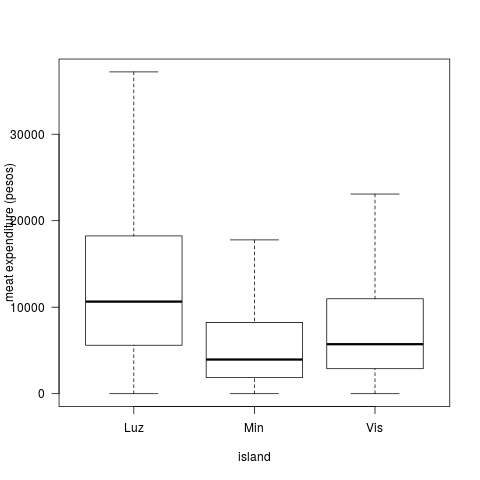 30000
20000
10000
0
meat expenditure (pesos)
Luz Min Vis
island